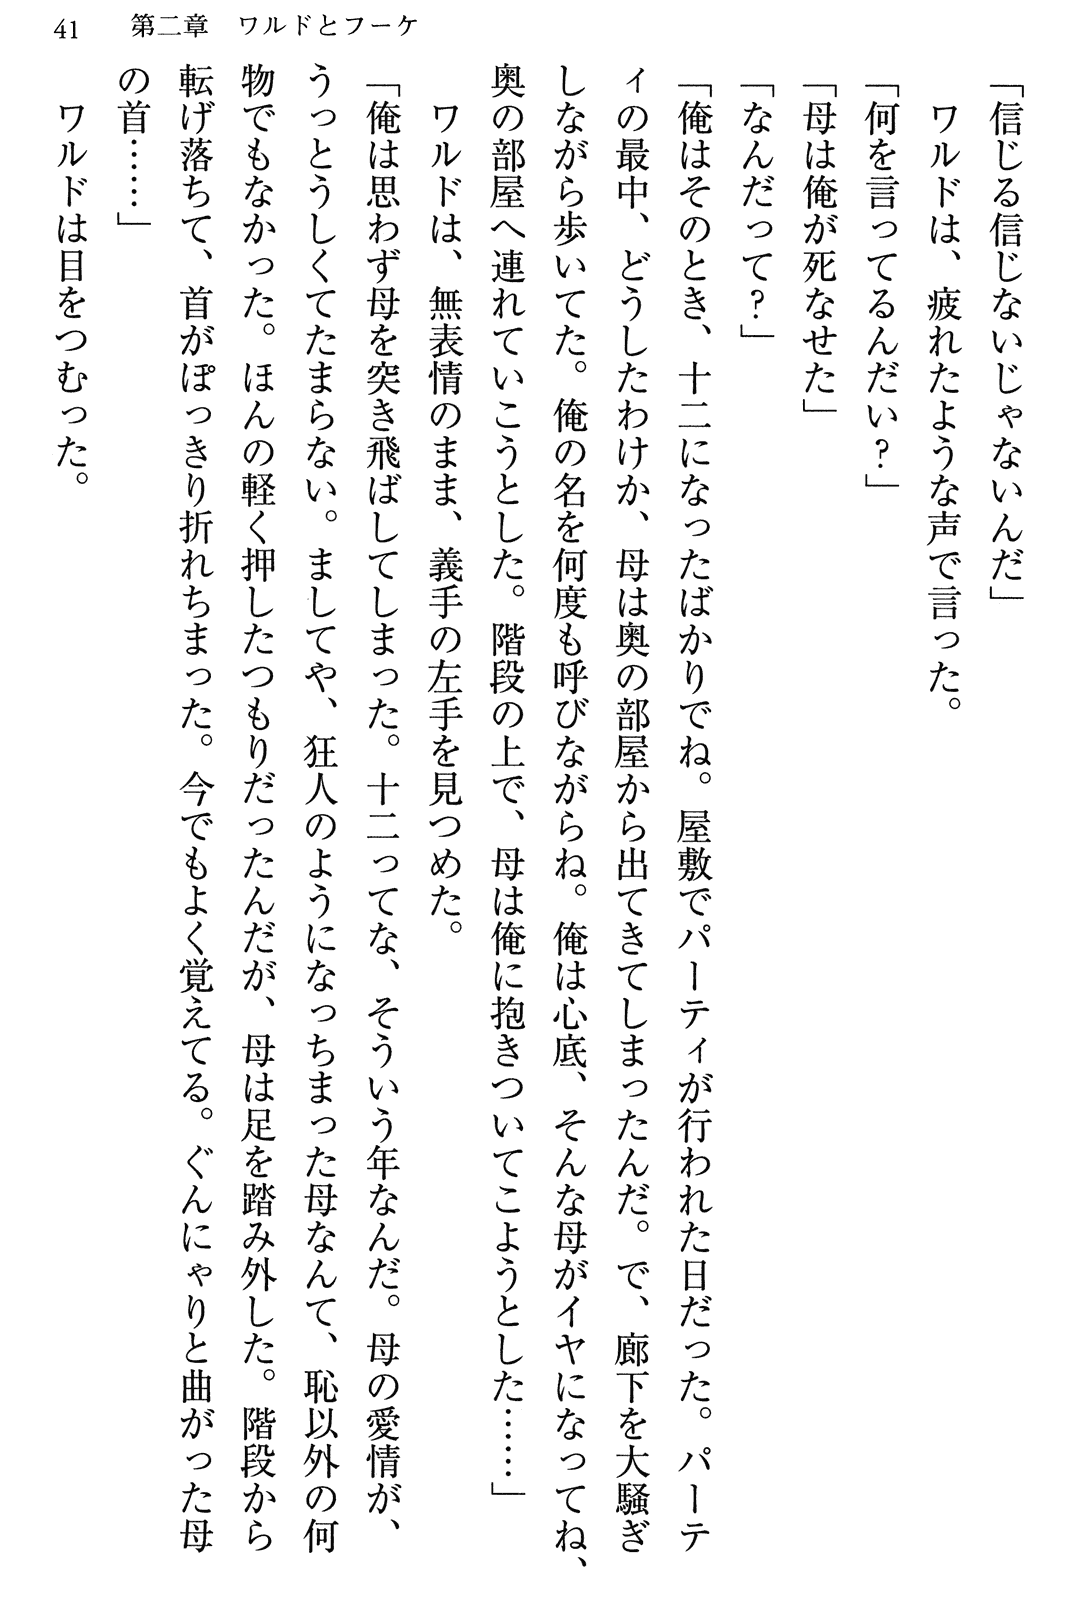 41　第二章　ワルドとフーケ
「信じる信じないじゃないんだ」
　ワルドは、疲れたような声で言った。
「何を言ってるんだい？」
「母は俺が死なせた」
「なんだって？」
「俺はそのとき、十二になったばかりでね。屋敷でパーティが行われた日だった。パーテ
ィの最中、どうしたわけか、母は奥の部屋から出てきてしまったんだ。で、廊下を大騒ぎ
しながら歩いてた。俺の名を何度も呼びながらね。俺は心底、そんな母がイヤになってね、
奥の部屋へ連れていこうとした。階段の上で、母は俺に抱きついてこようとした……」
　ワルドは、無表情のまま、義手の左手を見つめた。
「俺は思わず母を突き飛ばしてしまった。十二ってな、そういう年なんだ。母の愛情が、
うっとうしくてたまらない。ましてや、狂人のようになっちまった母なんて、恥以外の何
物でもなかった。ほんの軽く押したつもりだったんだが、母は足を踏み外した。階段から
転げ落ちて、首がぽっきり折れちまった。今でもよく覚えてる。ぐんにゃりと曲がった母
の首……」
　ワルドは目をつむった。